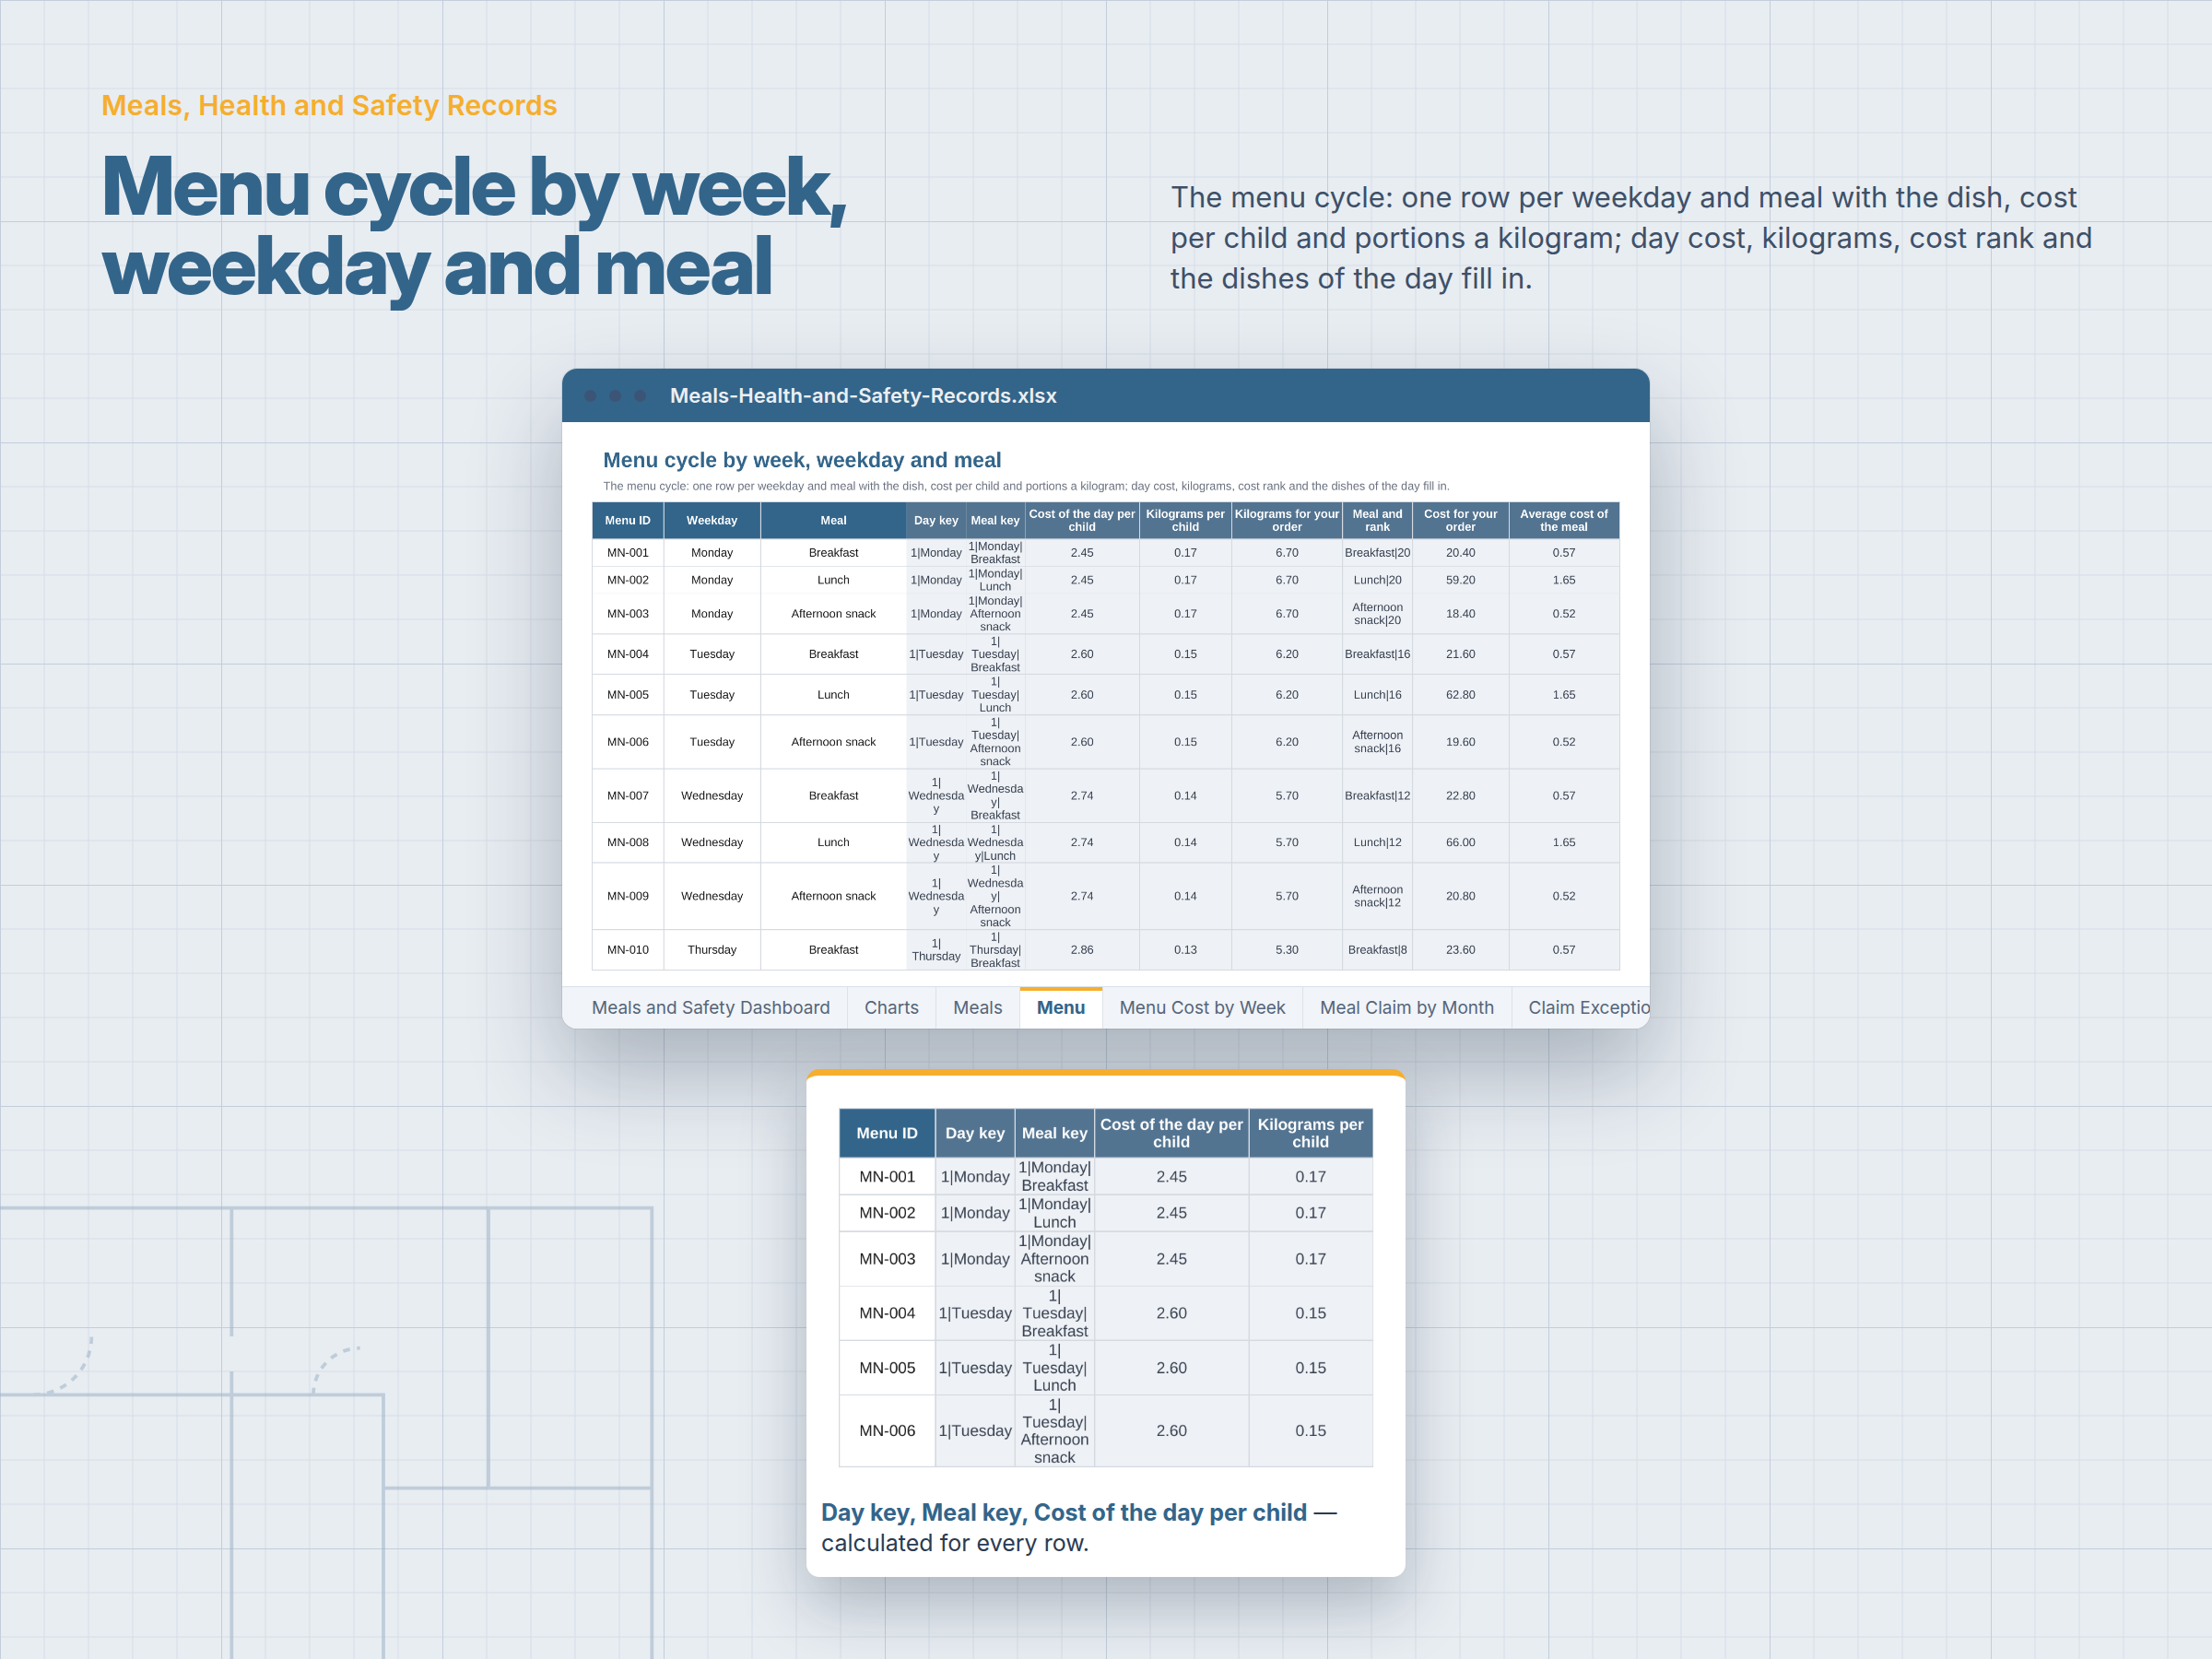 Meals, Health and Safety Records
Menu cycle by week,
weekday and meal
The menu cycle: one row per weekday and meal with the dish, cost
per child and portions a kilogram; day cost, kilograms, cost rank and
the dishes of the day fill in.
Meals-Health-and-Safety-Records.xlsx
Menu cycle by week, weekday and meal
The menu cycle: one row per weekday and meal with the dish, cost per child and portions a kilogram; day cost, kilograms, cost rank and the dishes of the day fill in.
Menu ID Weekday Meal Day key Meal key Cost of the day per child Kilograms per child Kilograms for your order Meal and rank Cost for your order Average cost of the meal
MN-001 Monday Breakfast 1|Monday 1|Monday|Breakfast 2.45 0.17 6.70 Breakfast|20 20.40 0.57
MN-002 Monday Lunch 1|Monday 1|Monday|Lunch 2.45 0.17 6.70 Lunch|20 59.20 1.65
MN-003 Monday Afternoon snack 1|Monday 1|Monday|Afternoon snack 2.45 0.17 6.70 Afternoon snack|20 18.40 0.52
MN-004 Tuesday Breakfast 1|Tuesday 1|Tuesday|Breakfast 2.60 0.15 6.20 Breakfast|16 21.60 0.57
MN-005 Tuesday Lunch 1|Tuesday 1|Tuesday|Lunch 2.60 0.15 6.20 Lunch|16 62.80 1.65
MN-006 Tuesday Afternoon snack 1|Tuesday 1|Tuesday|Afternoon snack 2.60 0.15 6.20 Afternoon snack|16 19.60 0.52
MN-007 Wednesday Breakfast 1|Wednesday 1|Wednesday|Breakfast 2.74 0.14 5.70 Breakfast|12 22.80 0.57
MN-008 Wednesday Lunch 1|Wednesday 1|Wednesday|Lunch 2.74 0.14 5.70 Lunch|12 66.00 1.65
MN-009 Wednesday Afternoon snack 1|Wednesday 1|Wednesday|Afternoon snack 2.74 0.14 5.70 Afternoon snack|12 20.80 0.52
MN-010 Thursday Breakfast 1|Thursday 1|Thursday|Breakfast 2.86 0.13 5.30 Breakfast|8 23.60 0.57
Meals and Safety Dashboard Charts Meals Menu Menu Cost by Week Meal Claim by Month Claim Exceptio
Menu ID Day key Meal key Cost of the day per child Kilograms per child
MN-001 1|Monday 1|Monday|Breakfast 2.45 0.17
MN-002 1|Monday 1|Monday|Lunch 2.45 0.17
MN-003 1|Monday 1|Monday|Afternoon snack 2.45 0.17
MN-004 1|Tuesday 1|Tuesday|Breakfast 2.60 0.15
MN-005 1|Tuesday 1|Tuesday|Lunch 2.60 0.15
MN-006 1|Tuesday 1|Tuesday|Afternoon snack 2.60 0.15
Day key, Meal key, Cost of the day per child —
calculated for every row.